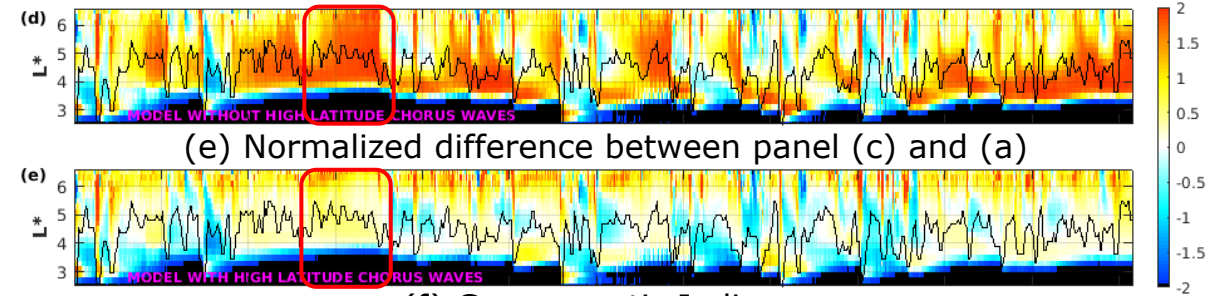 (d)
6
5
4
3
L*
MODEL WITHOUT HIGH LATITUDE CHORUS WAVES
2
1.5
1
0.5
0
-0.5
-1
-1.5
-2
(e) Normalized difference between panel (c) and (a)
(e)
6
5
4
3
L*
MODEL WITH HIGH LATITUDE CHORUS WAVES